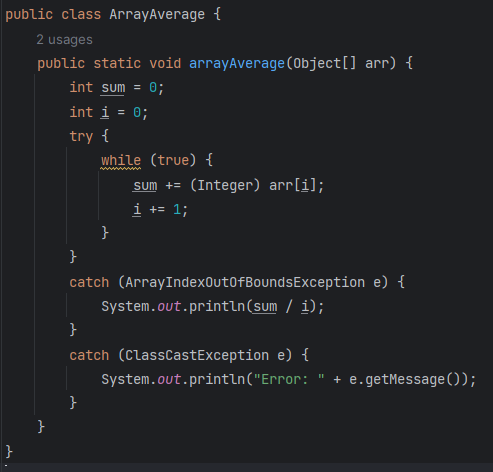 public class ArrayAverage {
2 usages
public static void arrayAverage(Object[] arr) {
int sum = 0;
int i = 0;
try {
while (true) {
sum += (Integer) arr[i];
i += 1;
}
}
catch (ArrayIndexOutOfBoundsException e) {
System.out.println(sum / i);
}
catch (ClassCastException e) {
System.out.println("Error: " + e.getMessage());
}
}
}